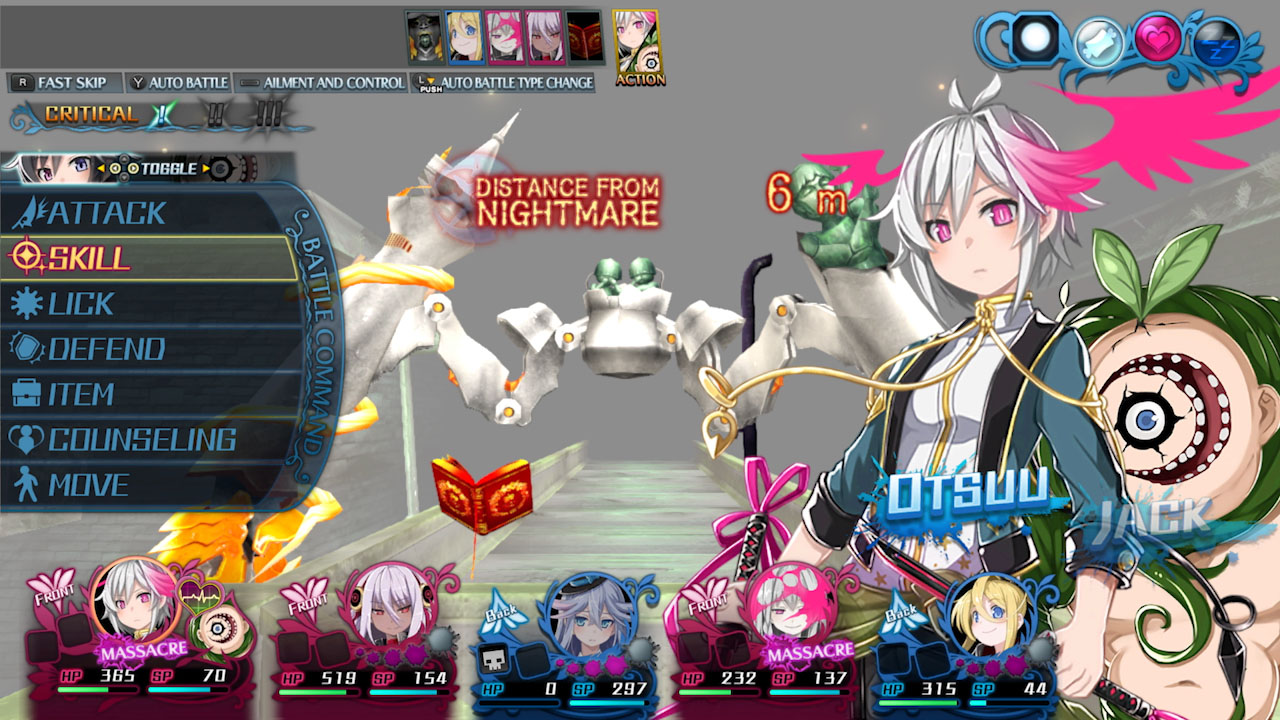 ACTION
R FAST SKIP Y AUTO BATTLE AILMENT AND CONTROL L PUSH AUTO BATTLE TYPE CHANGE
CRITICAL ! !! !!!
TOGGLE
ATTACK
SKILL
LICK
DEFEND
ITEM
COUNSELING
MOVE
BATTLE COMMAND
DISTANCE FROM
NIGHTMARE
6 m
Z Z Z
OTSUU
JACK
FRONT
MASSACRE
HP 365 SP 70
FRONT
HP 519 SP 154
Back
HP 0 SP 297
FRONT
MASSACRE
HP 232 SP 137
Back
HP 315 SP 44